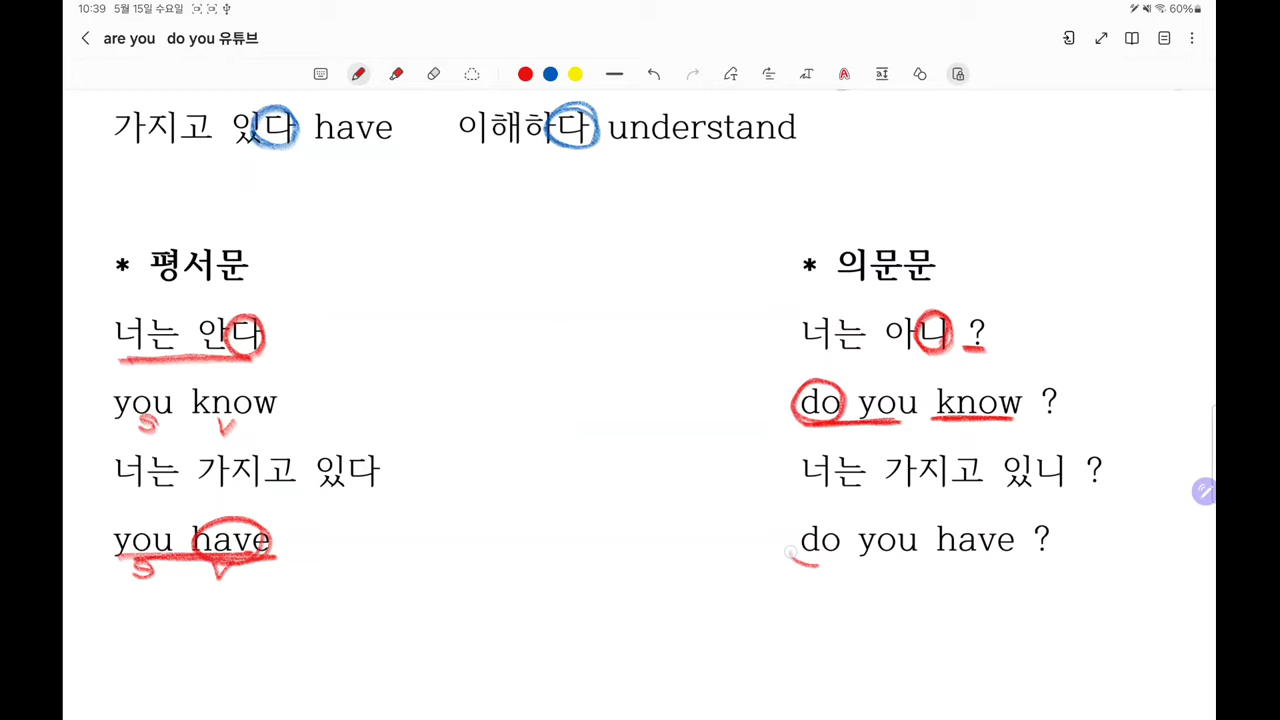 10:39 5월 15일 수요일 60%
are you do you 유튜브
가지고 있다 have 이해하다 understand
* 평서문 * 의문문
너는 안다 너는 아니 ?
you know do you know ?
S V
너는 가지고 있다 너는 가지고 있니 ?
you have do you have ?
S V